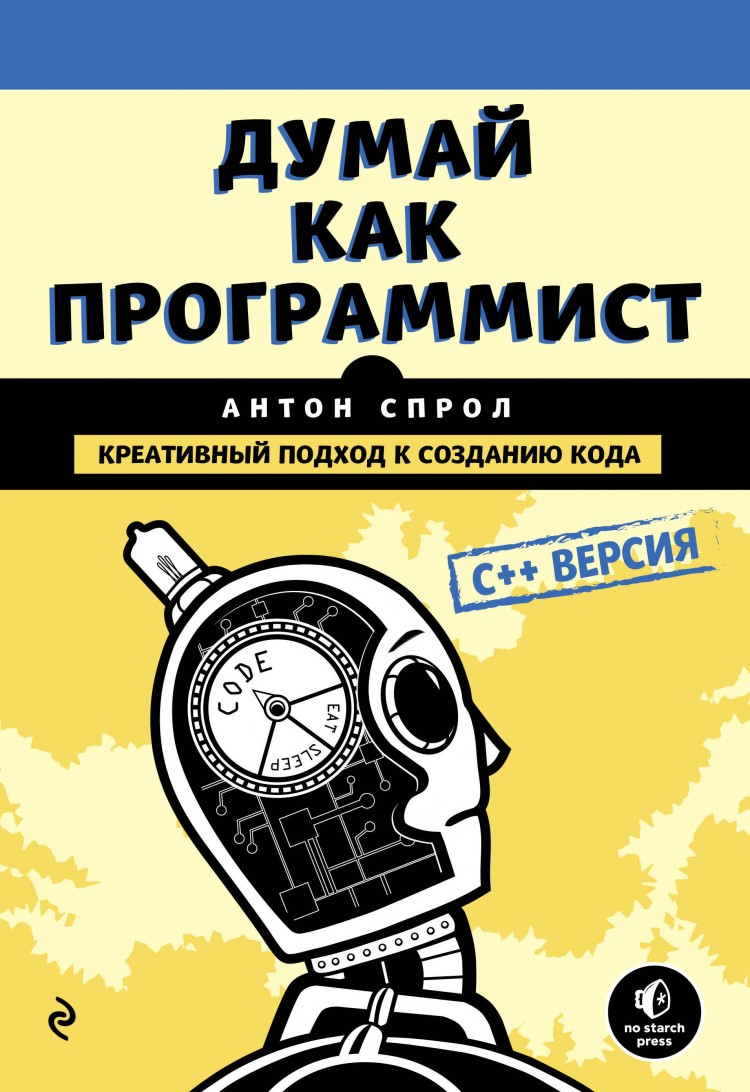 ДУМАЙ
КАК
ПРОГРАММИСТ
АНТОН СПРОЛ
КРЕАТИВНЫЙ ПОДХОД К СОЗДАНИЮ КОДА
С++ ВЕРСИЯ
CODE
EAT
SLEEP
no starch
press